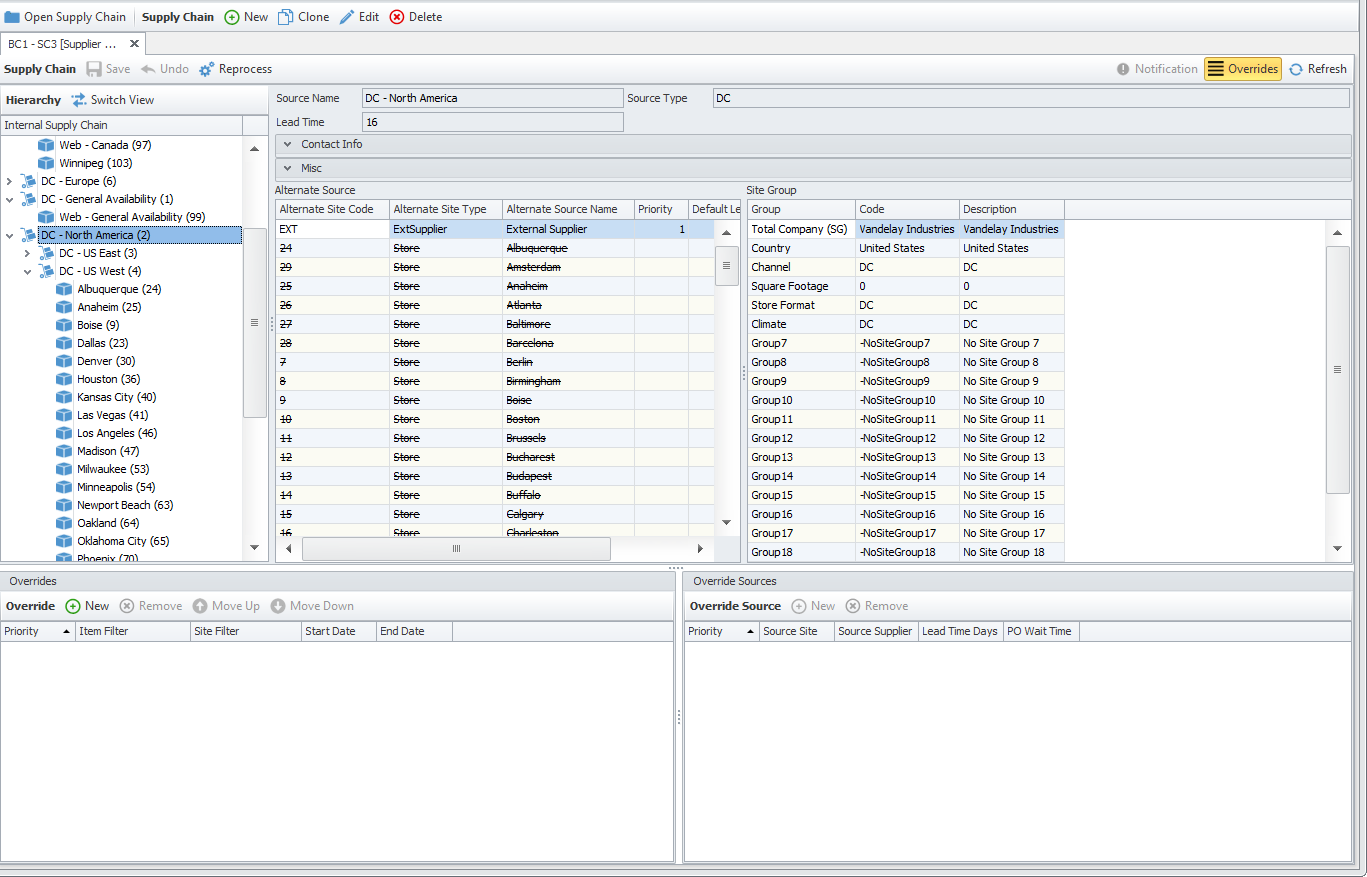 Open Supply Chain Supply Chain New Clone Edit Delete
BC1 - SC3 [Supplier ...
Supply Chain Save Undo Reprocess Notification Overrides Refresh
Hierarchy Switch View
Internal Supply Chain
Web - Canada (97)
Winnipeg (103)
DC - Europe (6)
DC - General Availability (1)
Web - General Availability (99)
DC - North America (2)
DC - US East (3)
DC - US West (4)
Albuquerque (24)
Anaheim (25)
Boise (9)
Dallas (23)
Denver (30)
Houston (36)
Kansas City (40)
Las Vegas (41)
Los Angeles (46)
Madison (47)
Milwaukee (53)
Minneapolis (54)
Newport Beach (63)
Oakland (64)
Oklahoma City (65)
Phoenix (70)
Source Name DC - North America Source Type DC
Lead Time 16
Contact Info
Misc
Alternate Source
Alternate Site Code Alternate Site Type Alternate Source Name Priority Default Le
EXT ExtSupplier External Supplier 1
24 Store Albuquerque
29 Store Amsterdam
25 Store Anaheim
26 Store Atlanta
27 Store Baltimore
28 Store Barcelona
7 Store Berlin
8 Store Birmingham
9 Store Boise
10 Store Boston
11 Store Brussels
12 Store Bucharest
13 Store Budapest
14 Store Buffalo
15 Store Calgary
16 Store Charleston
Site Group
Group Code Description
Total Company (SG) Vandelay Industries Vandelay Industries
Country United States United States
Channel DC DC
Square Footage 0 0
Store Format DC DC
Climate DC DC
Group7 -NoSiteGroup7 No Site Group 7
Group8 -NoSiteGroup8 No Site Group 8
Group9 -NoSiteGroup9 No Site Group 9
Group10 -NoSiteGroup10 No Site Group 10
Group11 -NoSiteGroup11 No Site Group 11
Group12 -NoSiteGroup12 No Site Group 12
Group13 -NoSiteGroup13 No Site Group 13
Group14 -NoSiteGroup14 No Site Group 14
Group15 -NoSiteGroup15 No Site Group 15
Group16 -NoSiteGroup16 No Site Group 16
Group17 -NoSiteGroup17 No Site Group 17
Group18 -NoSiteGroup18 No Site Group 18
Overrides
Override New Remove Move Up Move Down
Priority Item Filter Site Filter Start Date End Date
Override Sources
Override Source New Remove
Priority Source Site Source Supplier Lead Time Days PO Wait Time